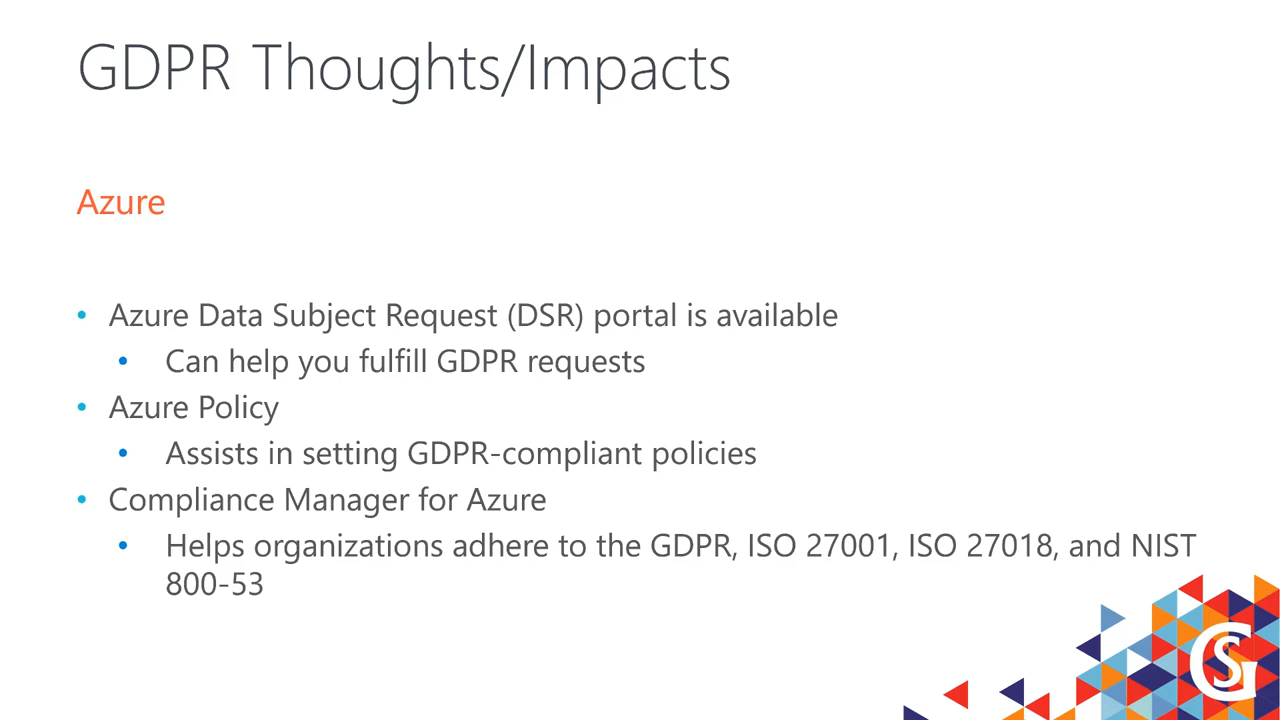 GDPR Thoughts/Impacts
Azure
• Azure Data Subject Request (DSR) portal is available
• Can help you fulfill GDPR requests
• Azure Policy
• Assists in setting GDPR-compliant policies
• Compliance Manager for Azure
• Helps organizations adhere to the GDPR, ISO 27001, ISO 27018, and NIST
800-53
GS